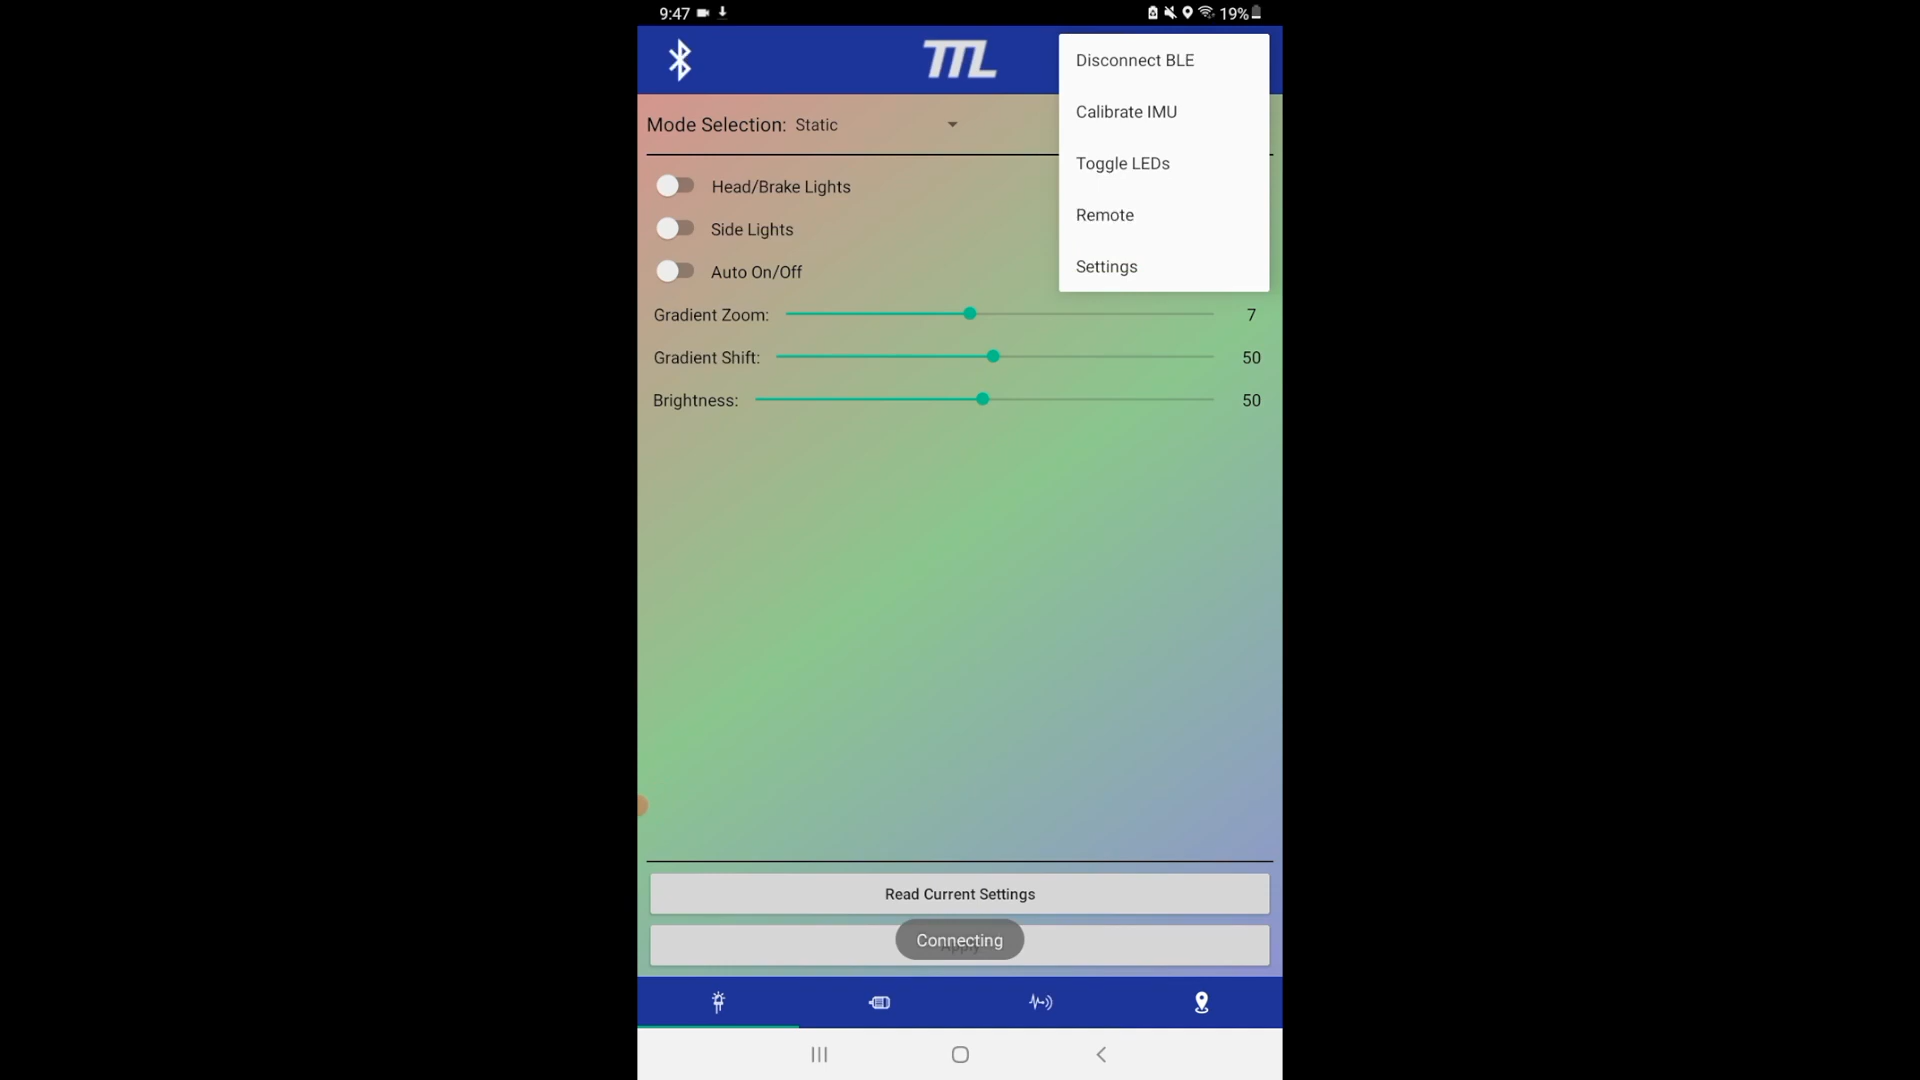 9:47
19%
TTL
Disconnect BLE
Calibrate IMU
Toggle LEDs
Remote
Settings
Mode Selection: Static
Head/Brake Lights
Side Lights
Auto On/Off
Gradient Zoom: 7
Gradient Shift: 50
Brightness: 50
Read Current Settings
Connecting